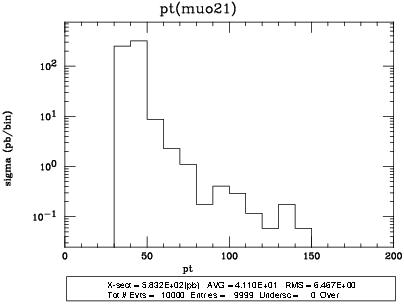 pt(muo21)
10²
10¹
10⁰
10⁻¹
sigma (pb/bin)
0 50 100 150 200
pt
X-sect = 5.832E+02(pb) AVG =4.110E+01 RMS = 6.467E+00
Tot # Evts = 10000 Entries = 9999 Undersc = 0 Over